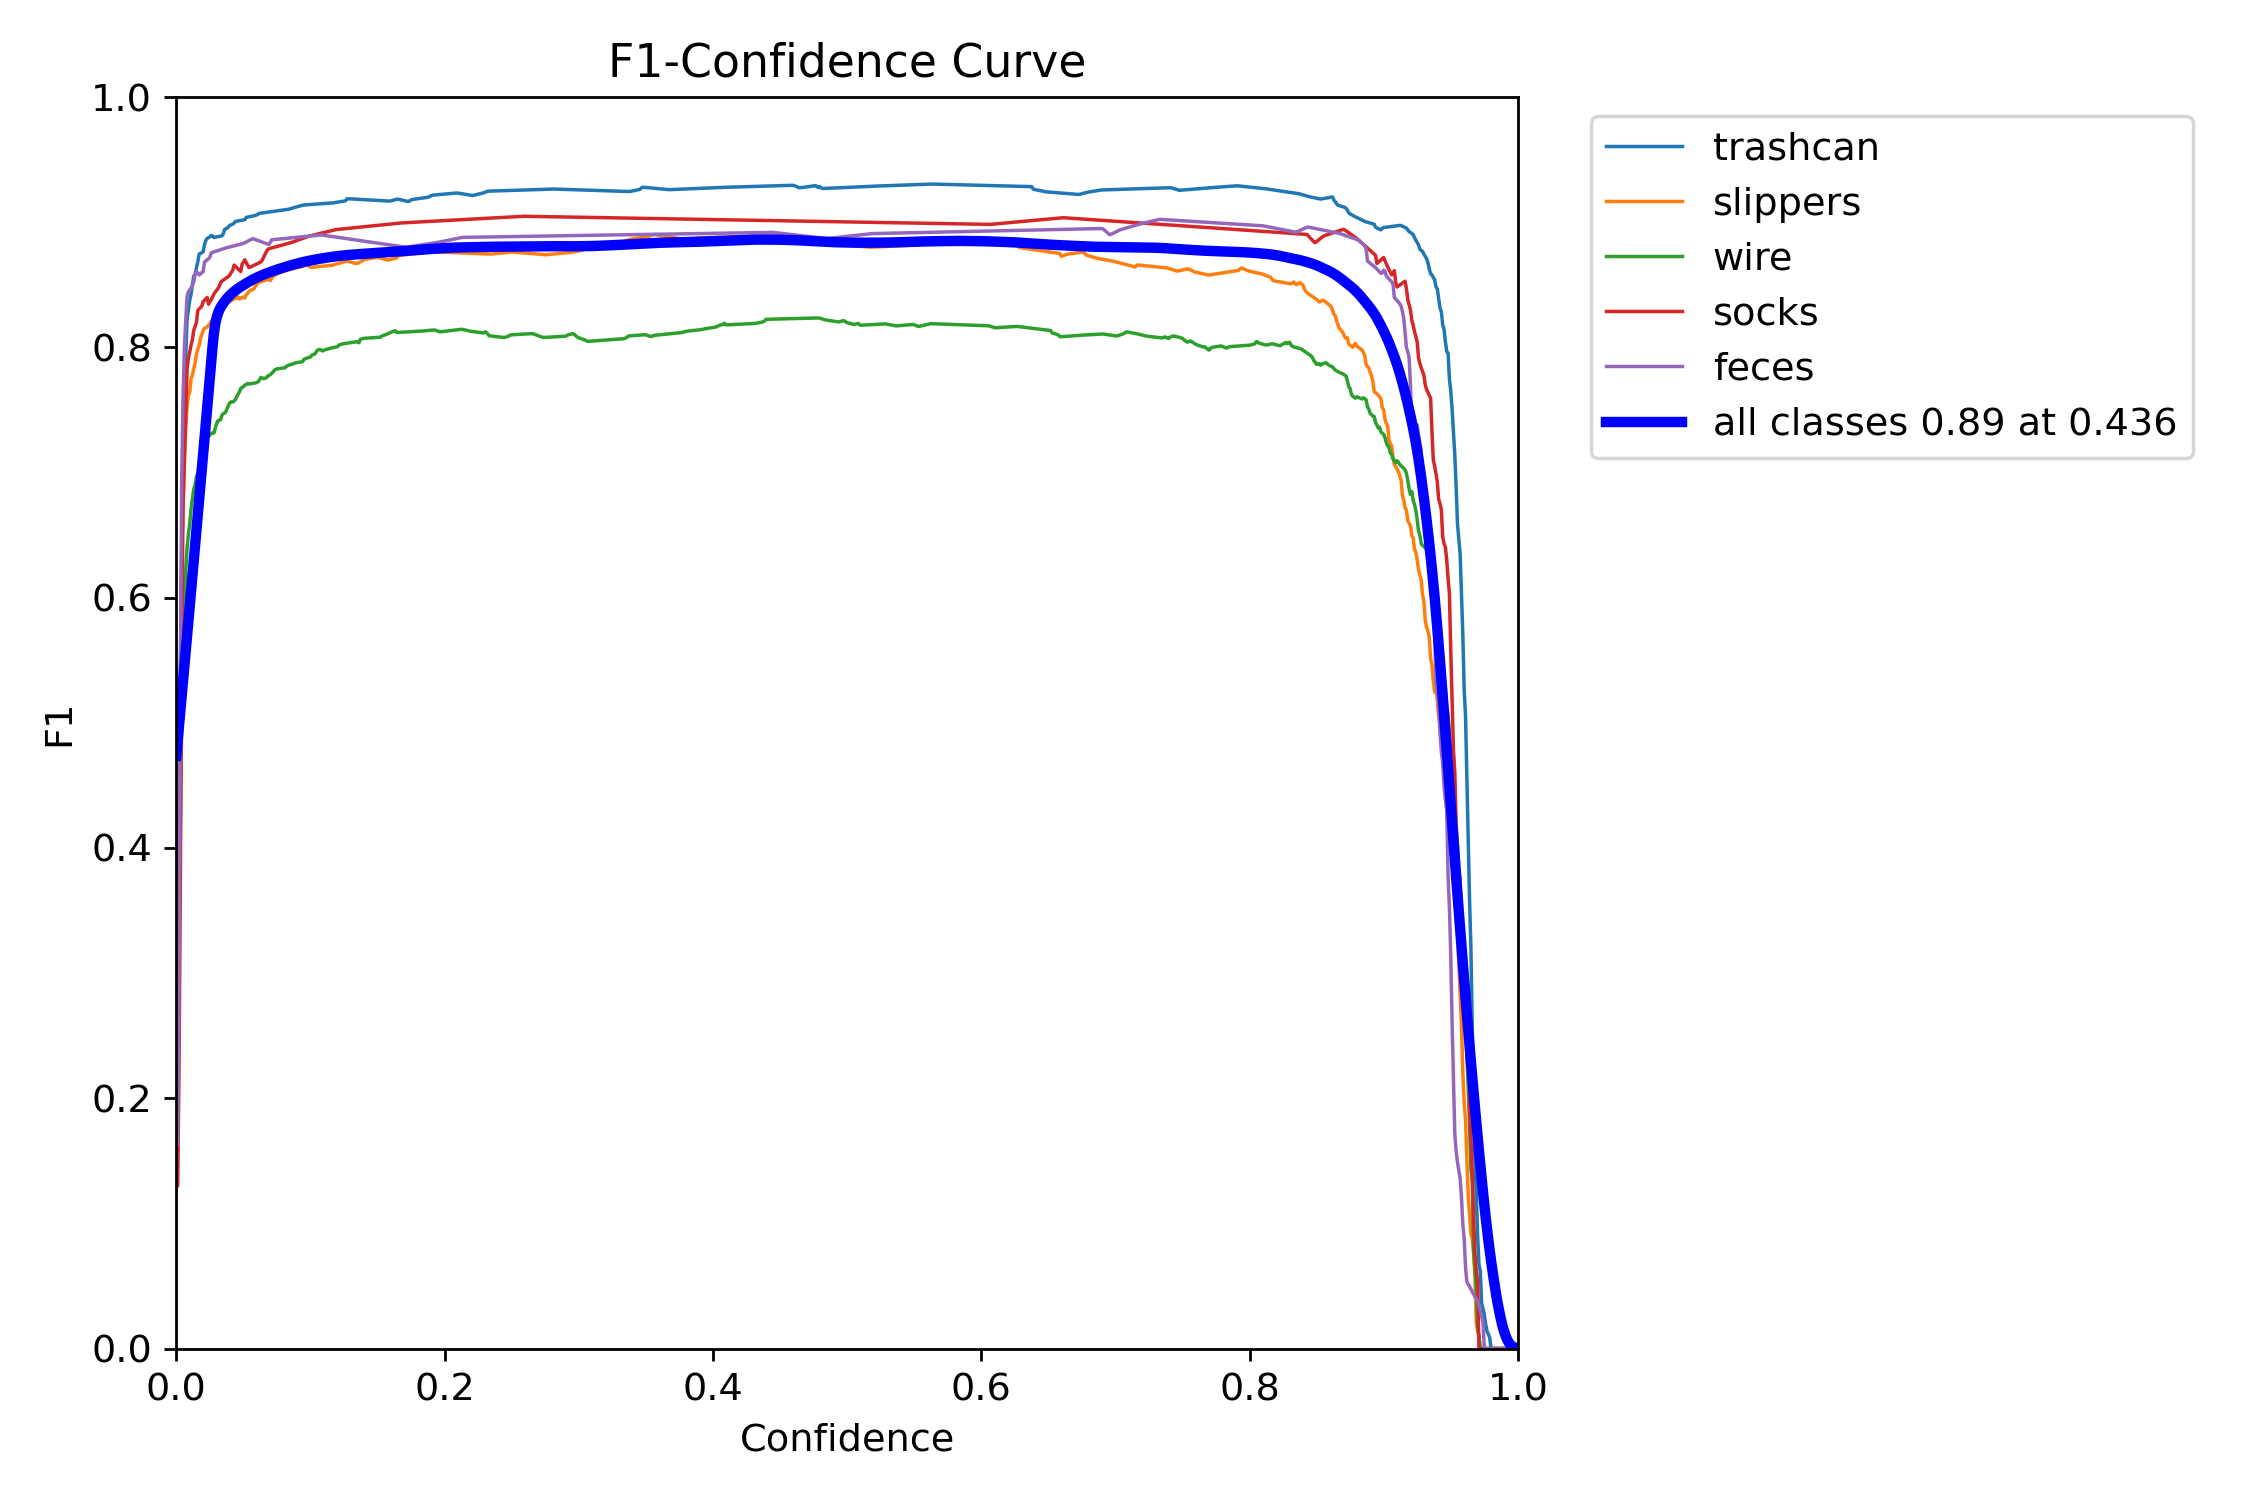 F1-Confidence Curve
1.0
0.8
0.6
0.4
0.2
0.0
F1
0.0 0.2 0.4 0.6 0.8 1.0
Confidence
trashcan
slippers
wire
socks
feces
all classes 0.89 at 0.436